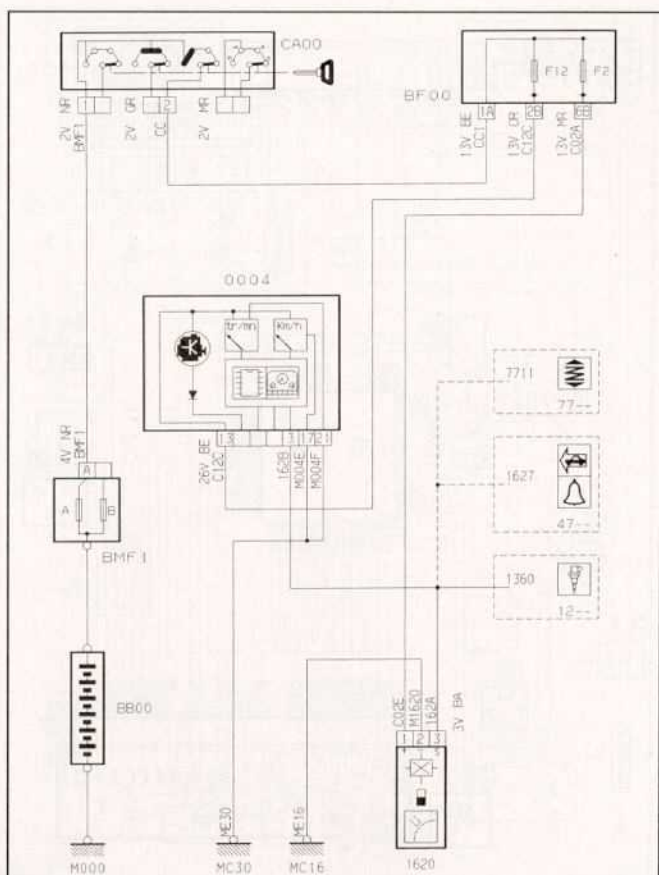 CA00
NR 1
GR 2
MR
2V
BMF1
2V
CC
2V
F12
F2
BF00
1A
2B
6B
13V BE
CC1
13V GR
C12C
13V MR
C02A
0004
tr/mn
Km/h
13
3
17
21
26V BE
C12C
162B
M004E
M004F
7711
77--
1627
47--
1360
12--
4V NR
BMF1
A
A
B
BMF1
BB00
C02E
M1620
162A
3V BA
1
2
3
ME30
ME16
M000
MC30
MC16
1620